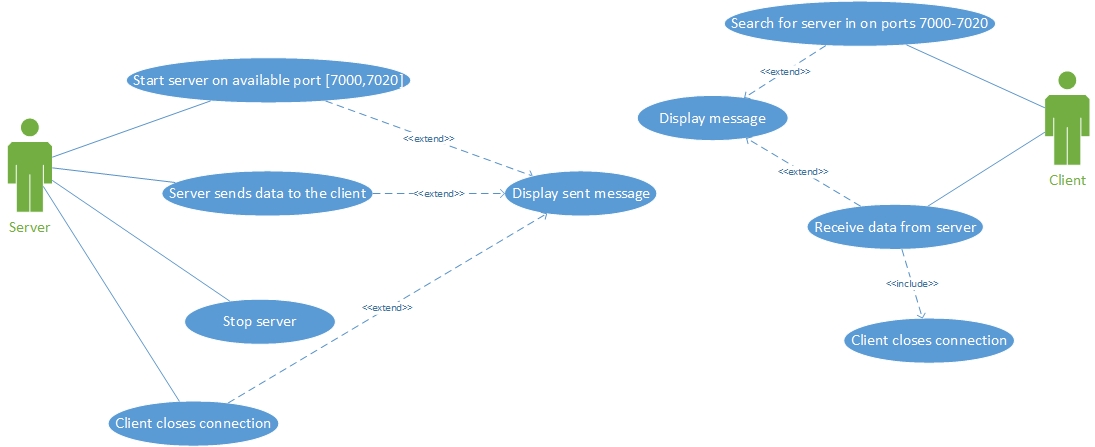 Search for server in on ports 7000-7020
Start server on available port [7000,7020]
<<extend>>
Display message
<<extend>>
Client
<<extend>>
Server sends data to the client
<<extend>>
Display sent message
Server
Receive data from server
<<include>>
<<extend>>
Stop server
Client closes connection
Client closes connection